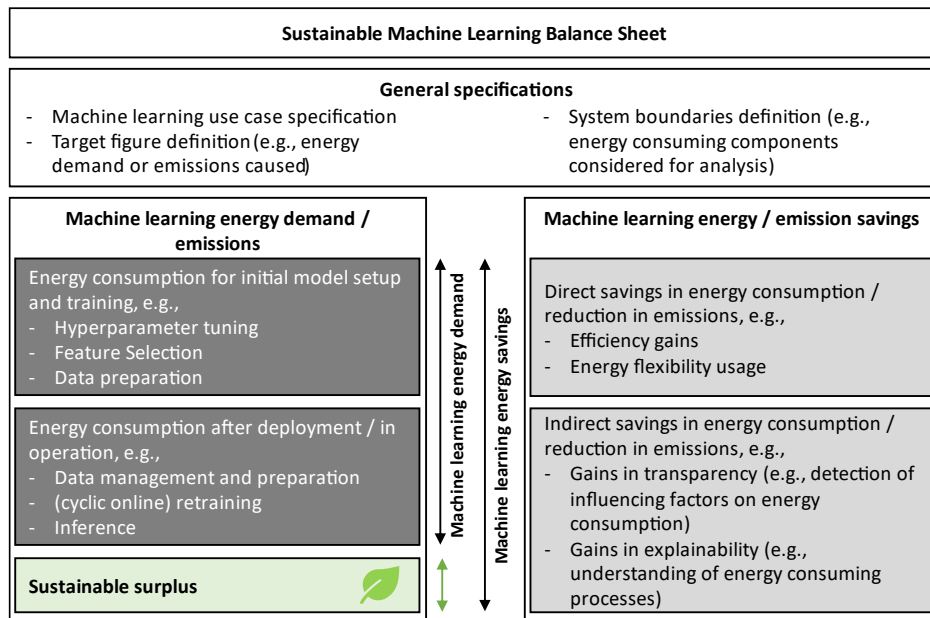 Sustainable Machine Learning Balance Sheet
General specifications
- Machine learning use case specification
- Target figure definition (e.g., energy
demand or emissions caused)
- System boundaries definition (e.g.,
energy consuming components
considered for analysis)
Machine learning energy demand /
emissions
Energy consumption for initial model setup
and training, e.g.,
- Hyperparameter tuning
- Feature Selection
- Data preparation
Energy consumption after deployment / in
operation, e.g.,
- Data management and preparation
- (cyclic online) retraining
- Inference
Sustainable surplus
Machine learning energy demand
Machine learning energy savings
Machine learning energy / emission savings
Direct savings in energy consumption /
reduction in emissions, e.g.,
- Efficiency gains
- Energy flexibility usage
Indirect savings in energy consumption /
reduction in emissions, e.g.,
- Gains in transparency (e.g., detection of
influencing factors on energy
consumption)
- Gains in explainability (e.g.,
understanding of energy consuming
processes)